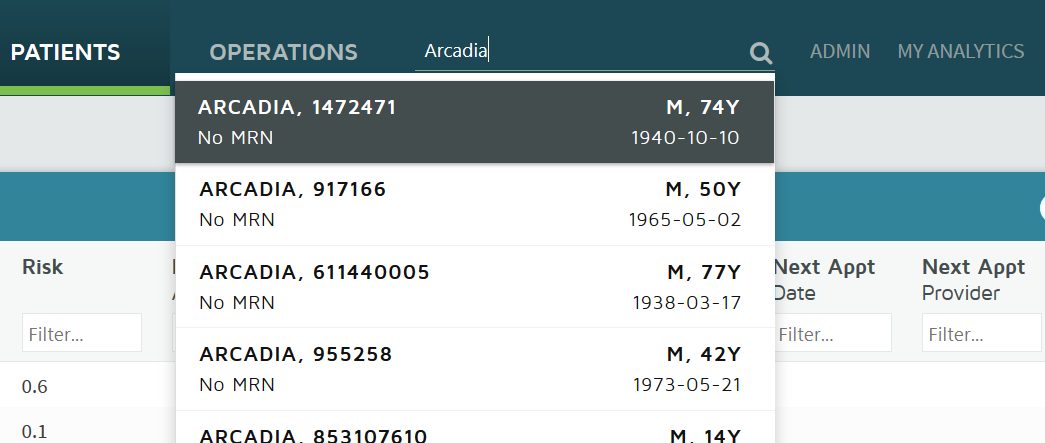 PATIENTS OPERATIONS Arcadia ADMIN MY ANALYTICS
ARCADIA, 1472471 M, 74Y
No MRN 1940-10-10
ARCADIA, 917166 M, 50Y
No MRN 1965-05-02
Risk ARCADIA, 611440005 M, 77Y Next Appt Next Appt
Date Provider
No MRN 1938-03-17
Filter... Filter... Filter...
ARCADIA, 955258 M, 42Y
0.6 No MRN 1973-05-21
0.1 ARCADIA, 853107610 M, 14Y